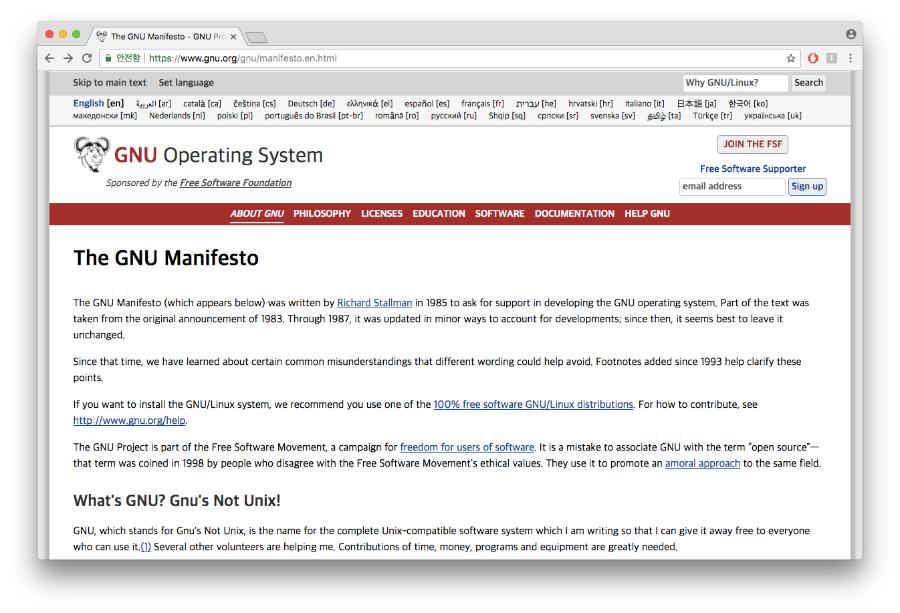 The GNU Manifesto - GNU Pro
안전함 https://www.gnu.org/gnu/manifesto.en.html
Skip to main text Set language Why GNU/Linux? Search
English [en] العربية [ar] català [ca] čeština [cs] Deutsch [de] ελληνικά [el] español [es] français [fr] עברית [he] hrvatski [hr] italiano [it] 日本語 [ja] 한국어 [ko]
македонски [mk] Nederlands [nl] polski [pl] português do Brasil [pt-br] română [ro] русский [ru] Shqip [sq] српски [sr] svenska [sv] தமிழ் [ta] Türkçe [tr] українська [uk]
GNU Operating System
Sponsored by the Free Software Foundation
JOIN THE FSF
Free Software Supporter
email address Sign up
ABOUT GNU PHILOSOPHY LICENSES EDUCATION SOFTWARE DOCUMENTATION HELP GNU
The GNU Manifesto
The GNU Manifesto (which appears below) was written by Richard Stallman in 1985 to ask for support in developing the GNU operating system. Part of the text was
taken from the original announcement of 1983. Through 1987, it was updated in minor ways to account for developments; since then, it seems best to leave it
unchanged.
Since that time, we have learned about certain common misunderstandings that different wording could help avoid. Footnotes added since 1993 help clarify these
points.
If you want to install the GNU/Linux system, we recommend you use one of the 100% free software GNU/Linux distributions. For how to contribute, see
http://www.gnu.org/help.
The GNU Project is part of the Free Software Movement, a campaign for freedom for users of software. It is a mistake to associate GNU with the term "open source"—
that term was coined in 1998 by people who disagree with the Free Software Movement's ethical values. They use it to promote an amoral approach to the same field.
What's GNU? Gnu's Not Unix!
GNU, which stands for Gnu's Not Unix, is the name for the complete Unix-compatible software system which I am writing so that I can give it away free to everyone
who can use it.(1) Several other volunteers are helping me. Contributions of time, money, programs and equipment are greatly needed.